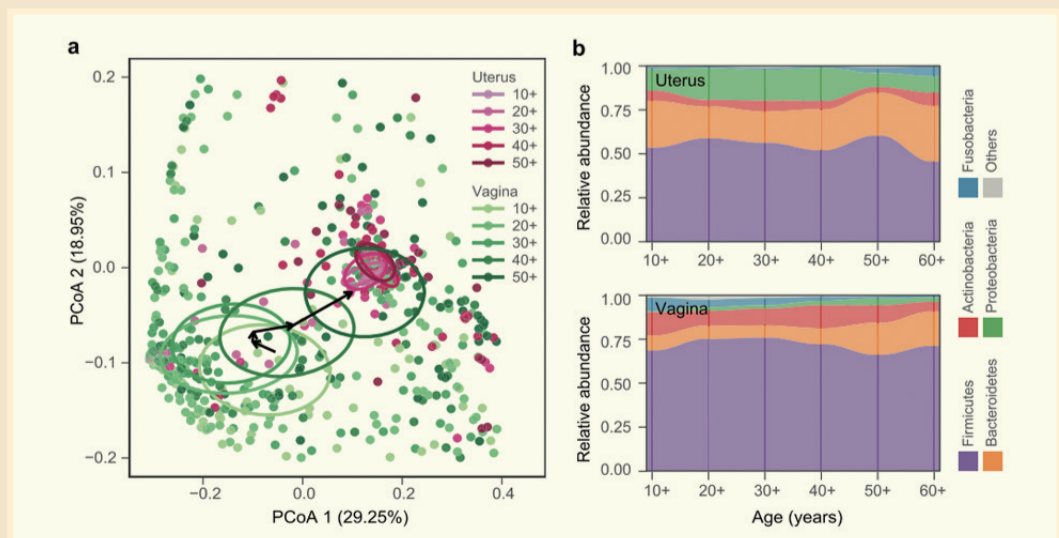 a
PCoA 2 (18.95%)
0.2
0.1
0.0
−0.1
−0.2
−0.2
0.0
0.2
0.4
PCoA 1 (29.25%)
Uterus
10+
20+
30+
40+
50+
Vagina
10+
20+
30+
40+
50+
b
Relative abundance
1.00
0.75
0.50
0.25
0.00
Uterus
10+ 20+ 30+ 40+ 50+ 60+
Relative abundance
1.00
0.75
0.50
0.25
0.00
Vagina
10+ 20+ 30+ 40+ 50+ 60+
Age (years)
Fusobacteria
Others
Actinobacteria
Proteobacteria
Firmicutes
Bacteroidetes